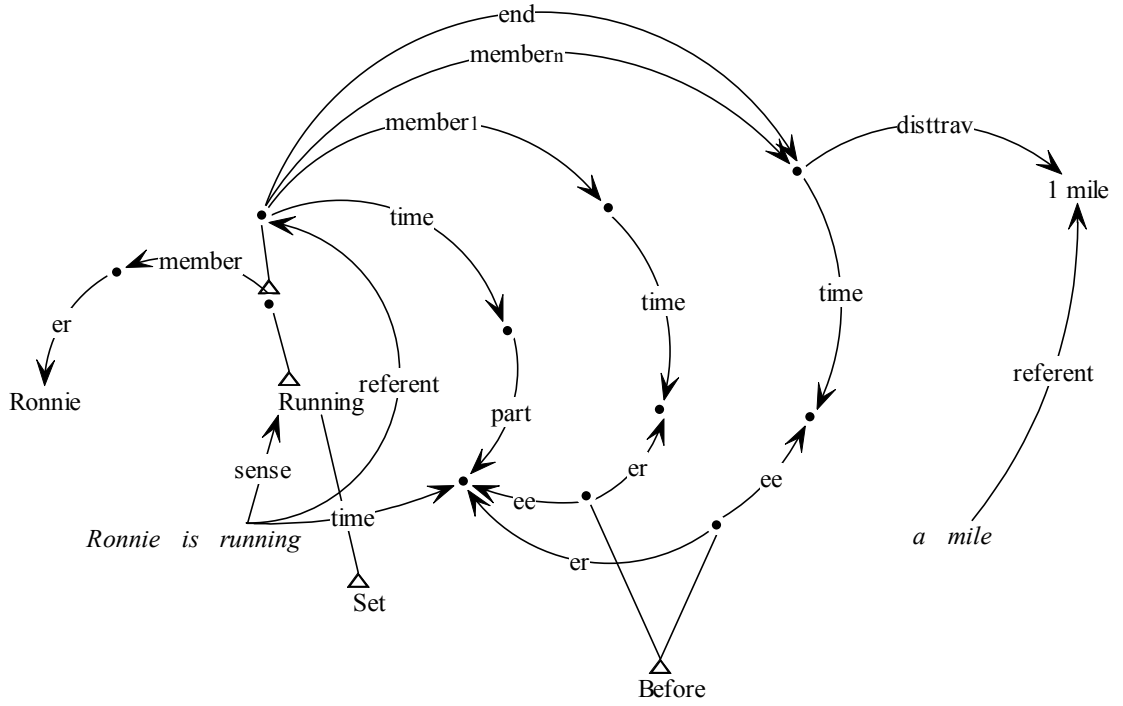 end
membern
member1
disttrav
1 mile
time
member
time
time
er
referent
Ronnie
Running
referent
part
sense
er
ee
ee
time
Ronnie is running
a mile
er
Set
Before